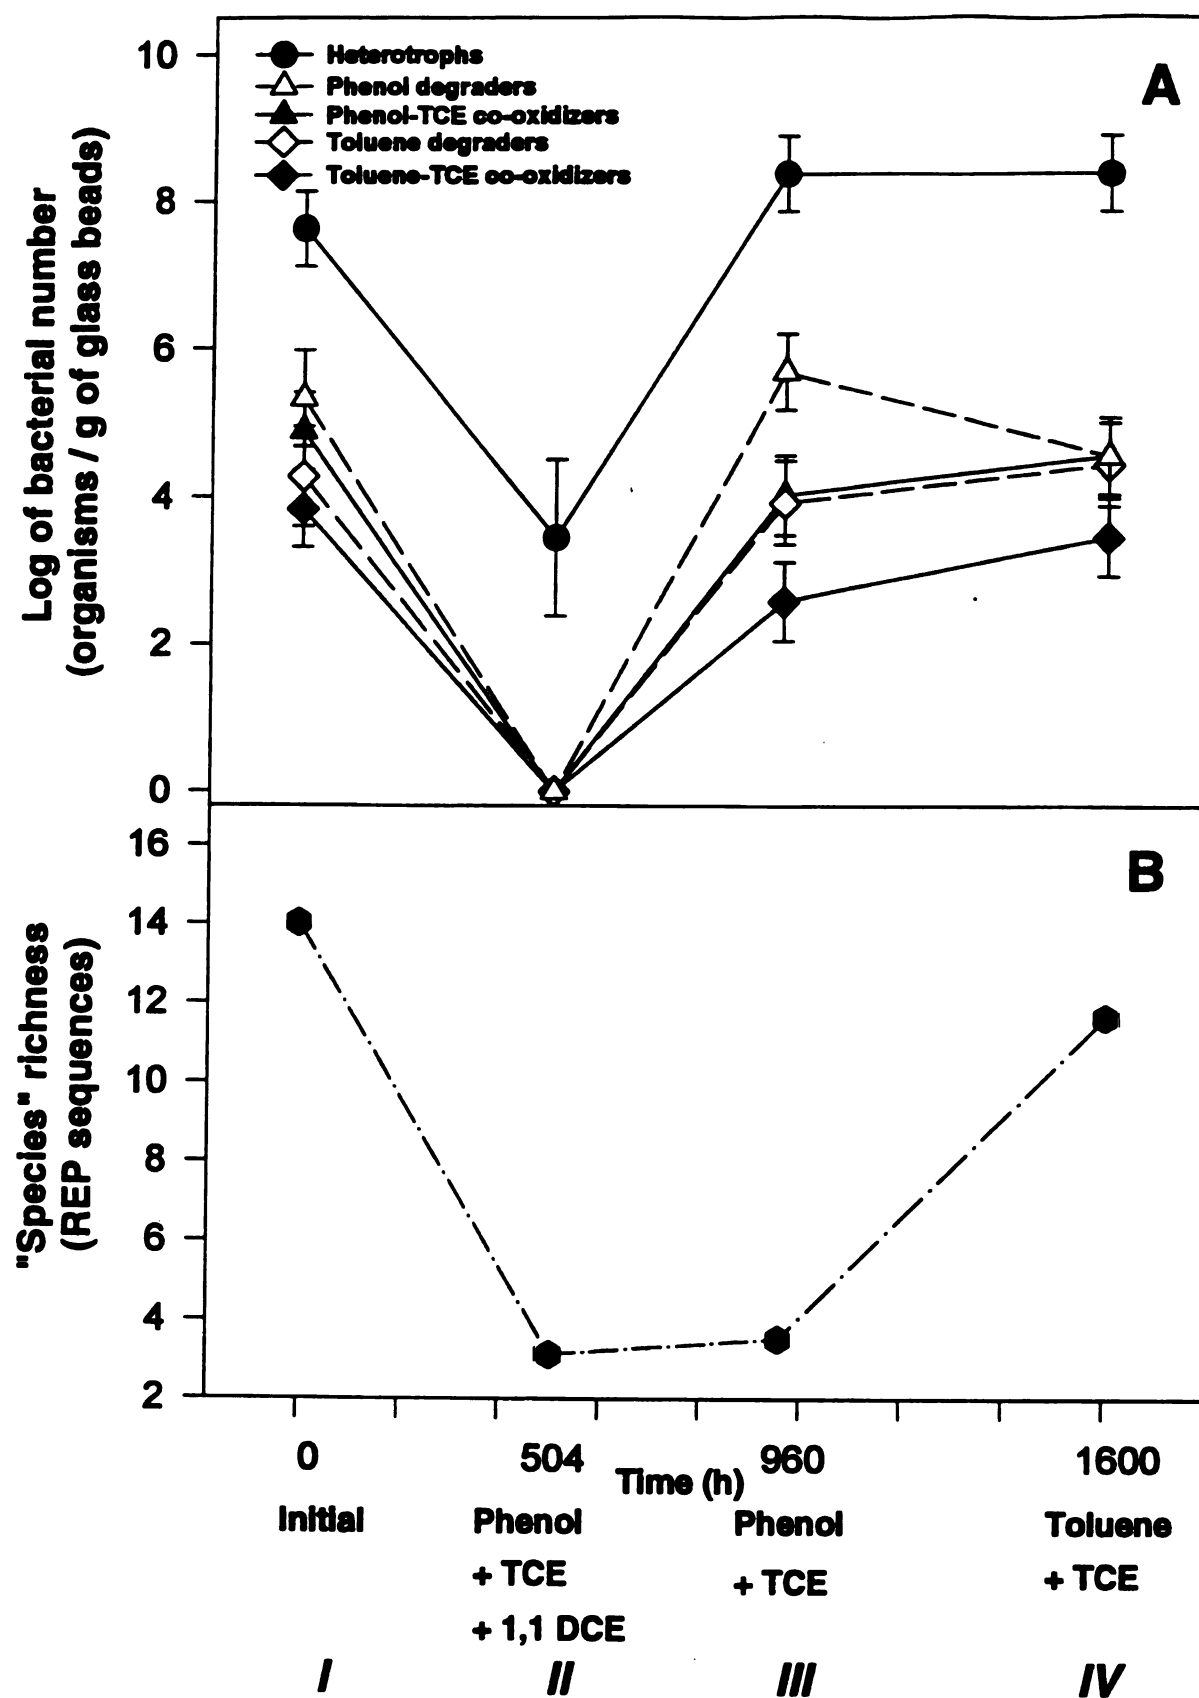 A
Heterotrophs
Phenol degraders
Phenol-TCE co-oxidizers
Toluene degraders
Toluene-TCE co-oxidizers
Log of bacterial number
(organisms / g of glass beads)
10
8
6
4
2
0
B
"Species" richness
(REP sequences)
16
14
12
10
8
6
4
2
0 504 960 1600
Time (h)
Initial Phenol Phenol Toluene
+ TCE + TCE + TCE
+ 1,1 DCE
I II III IV